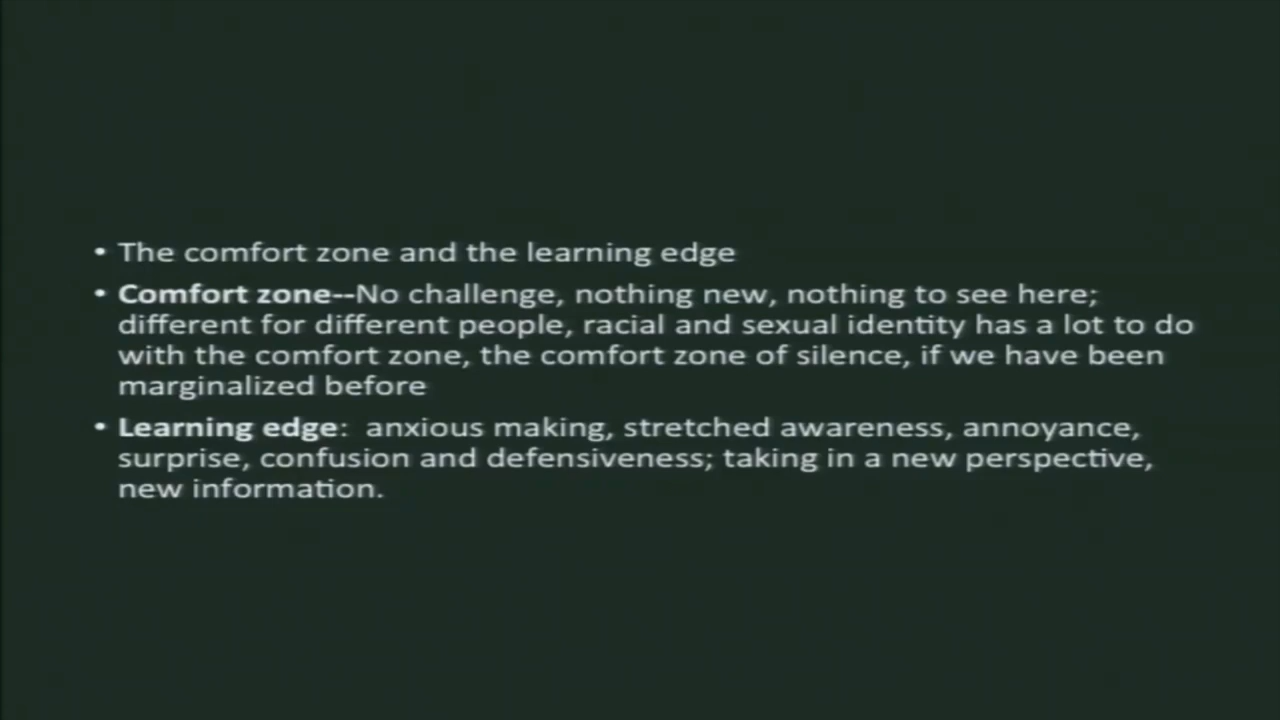 • The comfort zone and the learning edge
• Comfort zone--No challenge, nothing new, nothing to see here;
different for different people, racial and sexual identity has a lot to do
with the comfort zone, the comfort zone of silence, if we have been
marginalized before
• Learning edge:  anxious making, stretched awareness, annoyance,
surprise, confusion and defensiveness; taking in a new perspective,
new information.